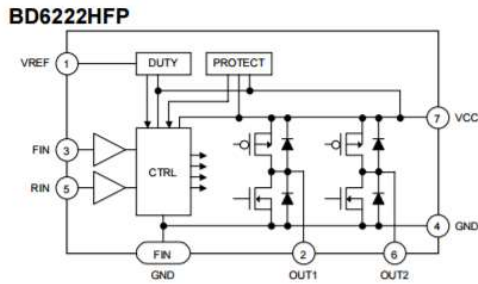 BD6222HFP
VREF 1 DUTY PROTECT
7 VCC
FIN 3
CTRL
RIN 5
4 GND
FIN 2 6
GND OUT1 OUT2